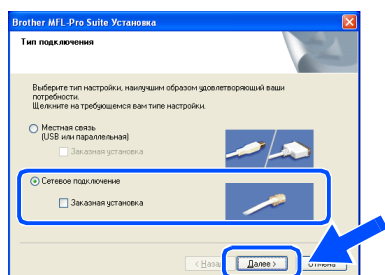 Brother MFL-Pro Suite Установка
Тип подключения
Выберите тип настройки, наилучшим образом удовлетворяющий ваши
потребности.
Щелкните на требующемся вам типе настройки.
Местная связь
(USB или параллельная)
Заказная установка
Сетевое подключение
Заказная установка
Далее >